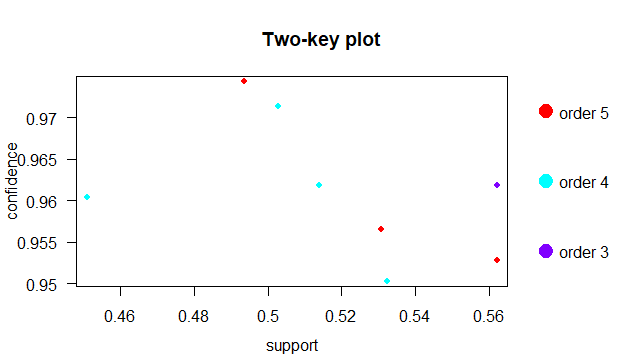 Two-key plot
confidence
0.97
0.965
0.96
0.955
0.95
0.46
0.48
0.5
0.52
0.54
0.56
support
order 5
order 4
order 3